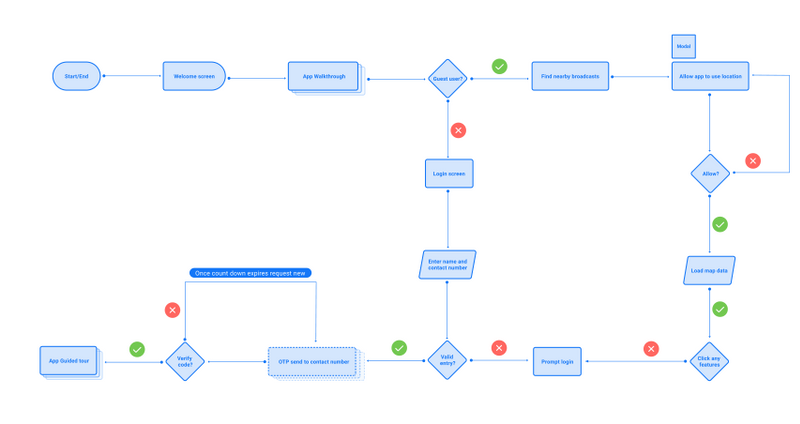 Model
Start/End
Welcome screen
App Walkthrough
Guest user?
Find nearby broadcasts
Allow app to use location
Login screen
Allow?
Enter name and
contact number
Load map data
Once count down expires request new
App Guided tour
Verify
code?
OTP send to contact number
Valid
entry?
Prompt login
Click any
features